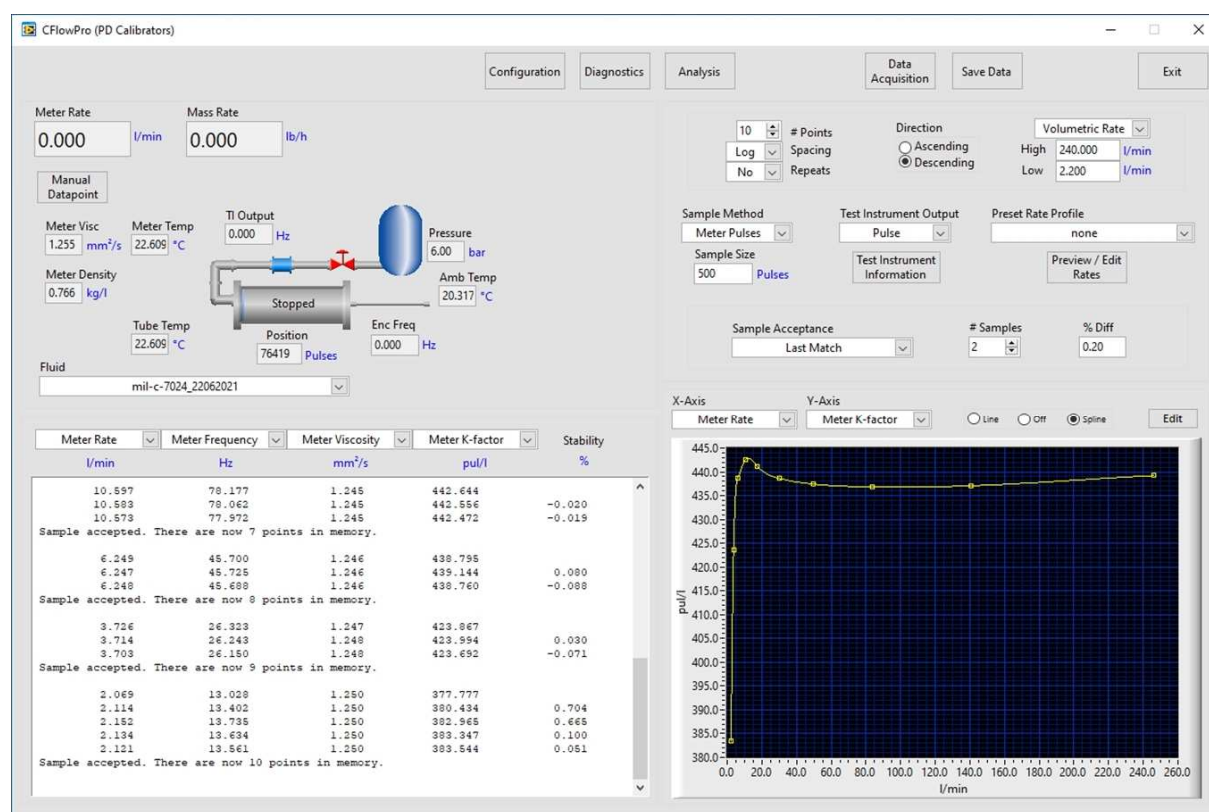 CFlowPro (PD Calibrators)
Configuration Diagnostics Analysis Data Acquisition Save Data Exit
Meter Rate Mass Rate
0.000 l/min 0.000 lb/h
Manual Datapoint
Meter Visc Meter Temp TI Output
1.255 mm²/s 22.609 °C 0.000 Hz
Pressure
6.00 bar
Meter Density
0.766 kg/l
Amb Temp
20.317 °C
Stopped
Tube Temp Position Enc Freq
22.609 °C 76419 Pulses 0.000 Hz
Fluid
mil-c-7024_22062021
10 # Points
Log Spacing
No Repeats
Direction
Ascending
Descending
Volumetric Rate
High 240.000 l/min
Low 2.200 l/min
Sample Method Test Instrument Output Preset Rate Profile
Meter Pulses Pulse none
Sample Size
500 Pulses
Test Instrument Information
Preview / Edit Rates
Sample Acceptance # Samples % Diff
Last Match 2 0.20
Meter Rate Meter Frequency Meter Viscosity Meter K-factor Stability
l/min Hz mm²/s pul/l %
10.597 78.177 1.245 442.644
10.583 78.062 1.245 442.556 -0.020
10.573 77.972 1.245 442.472 -0.019
Sample accepted. There are now 7 points in memory.
6.249 45.700 1.246 438.795
6.247 45.725 1.246 439.144 0.080
6.248 45.688 1.246 438.760 -0.088
Sample accepted. There are now 8 points in memory.
3.726 26.323 1.247 423.867
3.714 26.243 1.248 423.994 0.030
3.703 26.150 1.248 423.692 -0.071
Sample accepted. There are now 9 points in memory.
2.069 13.028 1.250 377.777
2.114 13.402 1.250 380.434 0.704
2.152 13.735 1.250 382.965 0.665
2.134 13.634 1.250 383.347 0.100
2.121 13.561 1.250 383.544 0.051
Sample accepted. There are now 10 points in memory.
X-Axis Y-Axis
Meter Rate Meter K-factor Line Off Spline Edit
445.0
440.0
435.0
430.0
425.0
420.0
415.0
410.0
405.0
400.0
395.0
390.0
385.0
380.0
pul/l
0.0 20.0 40.0 60.0 80.0 100.0 120.0 140.0 160.0 180.0 200.0 220.0 240.0 260.0
l/min